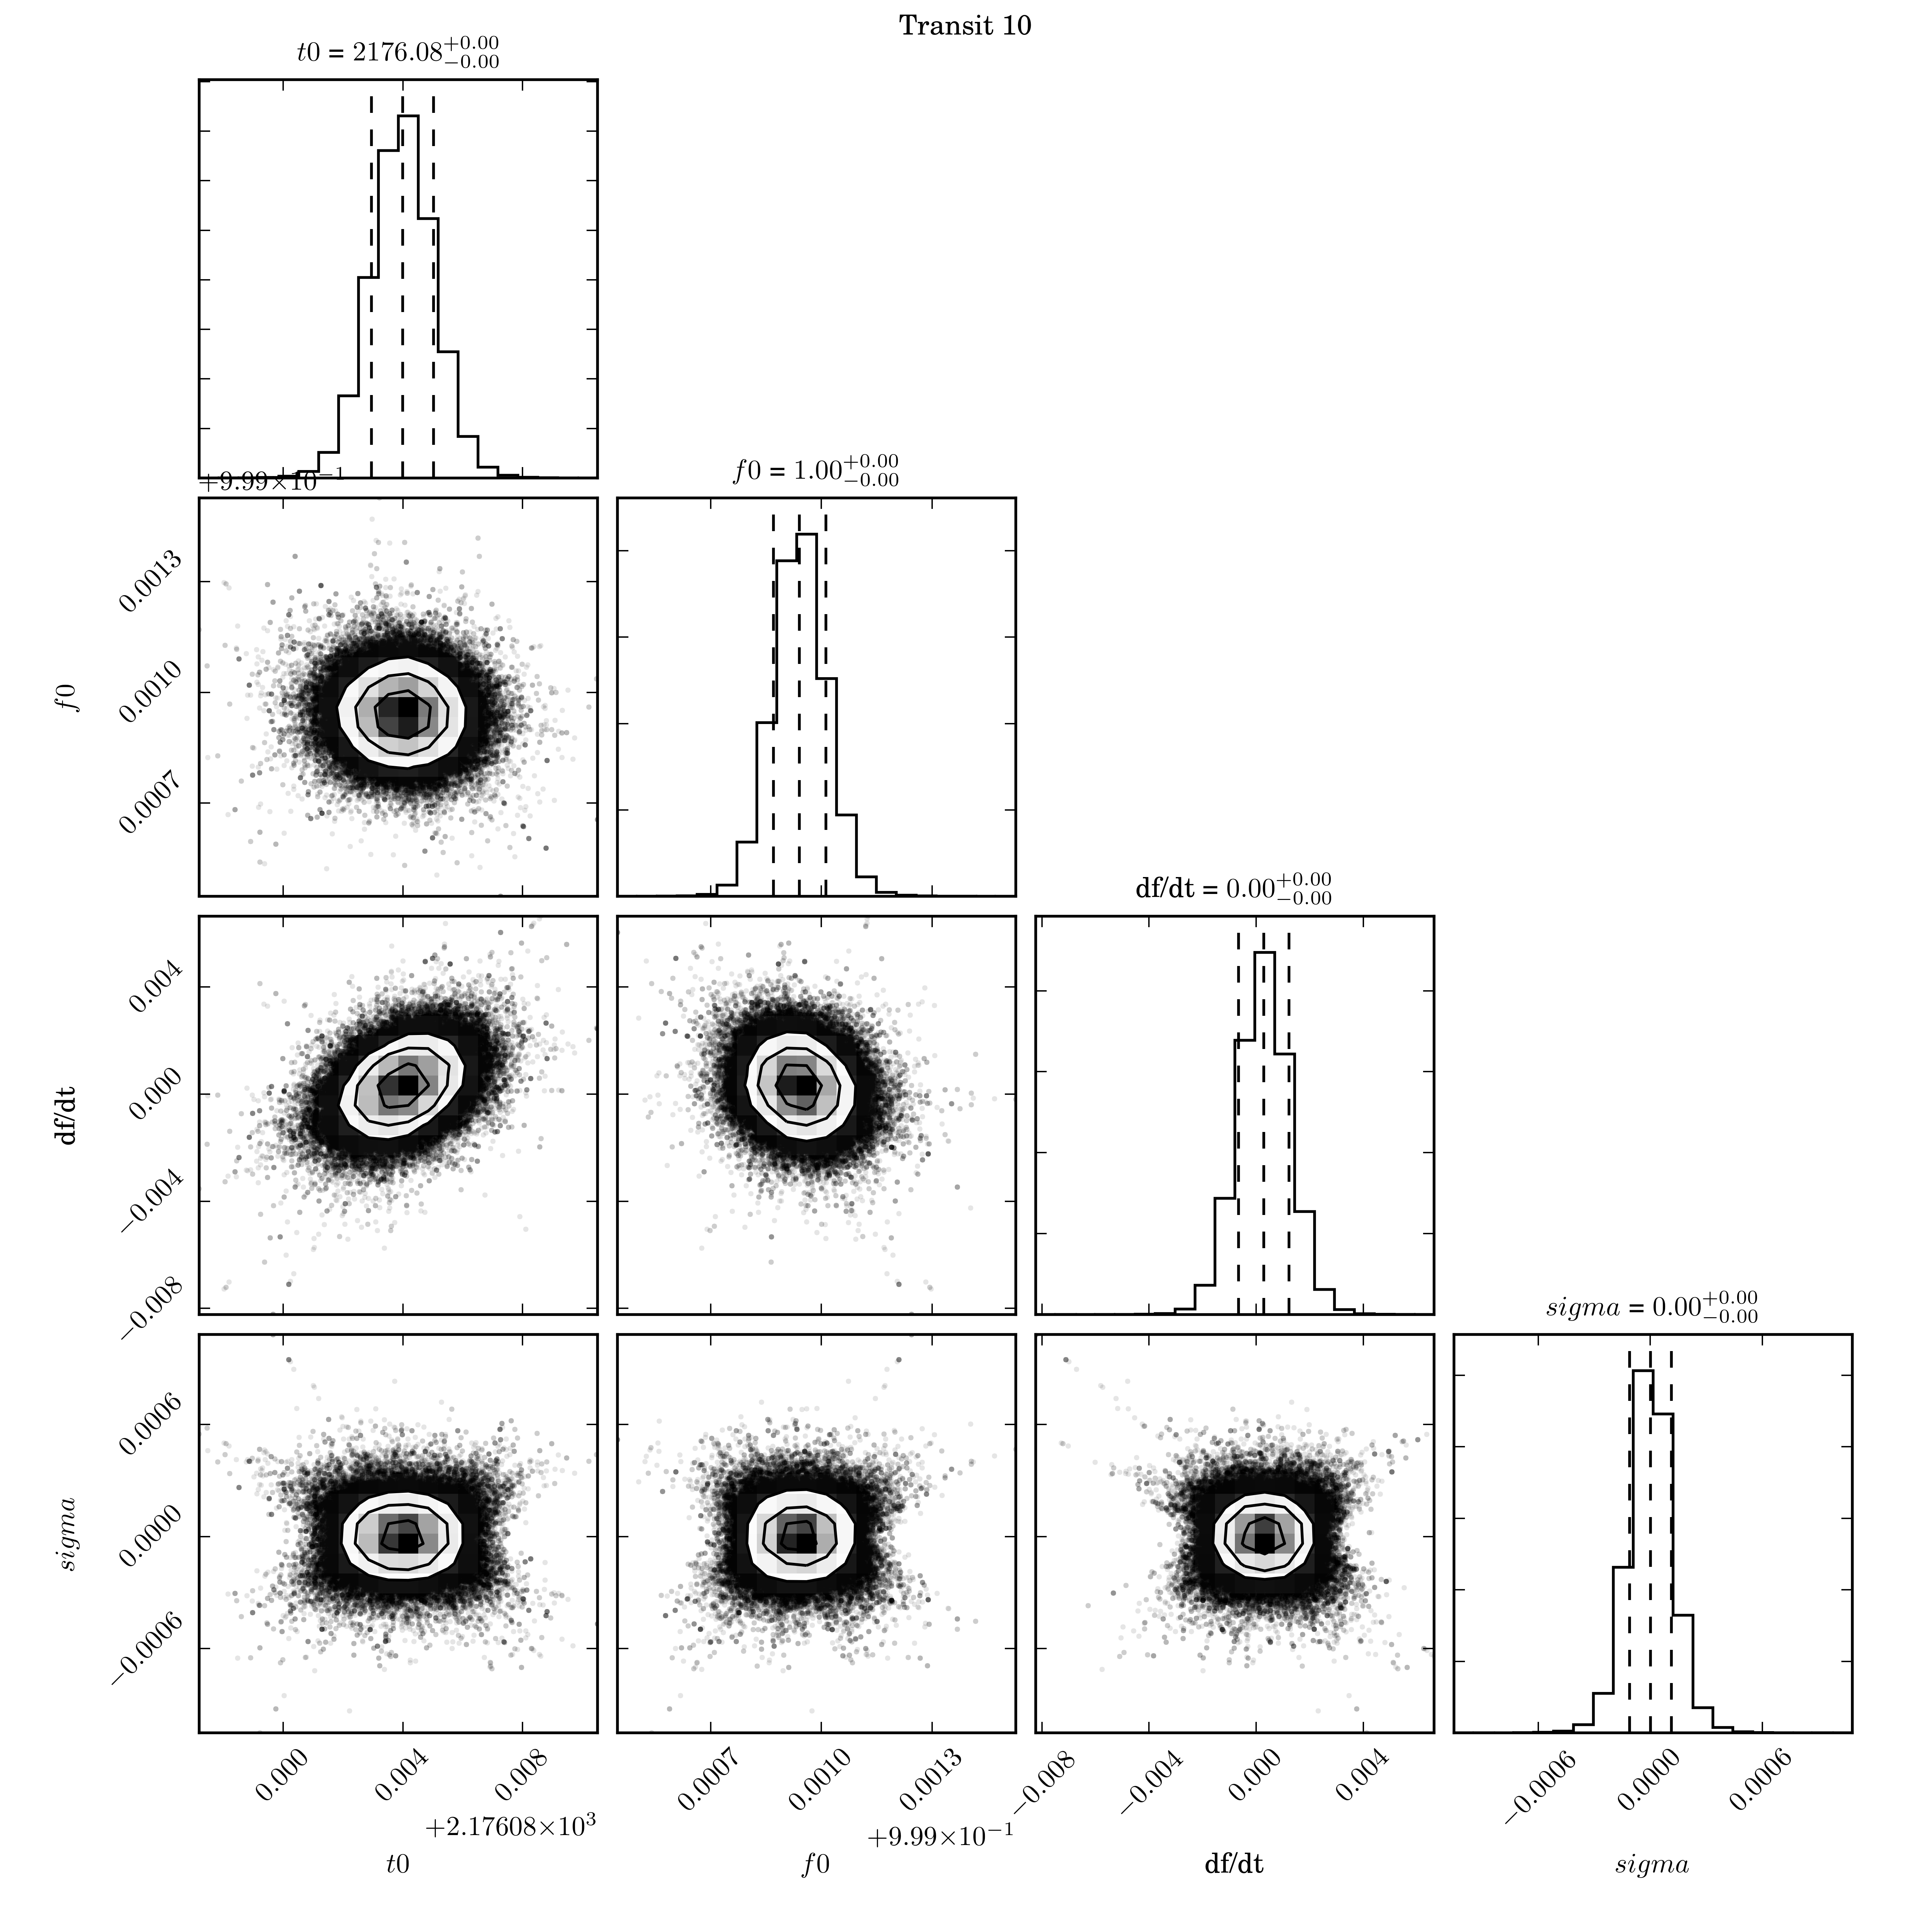 Transit 10
t0 = 2176.08+0.00 −0.00
+9.99×10−1
f0 = 1.00+0.00 −0.00
0.0013
0.0010
0.0007
f0
df/dt = 0.00+0.00 −0.00
0.004
0.000
−0.004
−0.008
df/dt
sigma = 0.00+0.00 −0.00
0.0006
0.0000
−0.0006
sigma
0.000 0.004 0.008 0.0007 0.0010 0.0013 −0.008 −0.004 0.000 0.004 −0.0006 0.0000 0.0006
+2.17608×103 +9.99×10−1
t0 f0 df/dt sigma